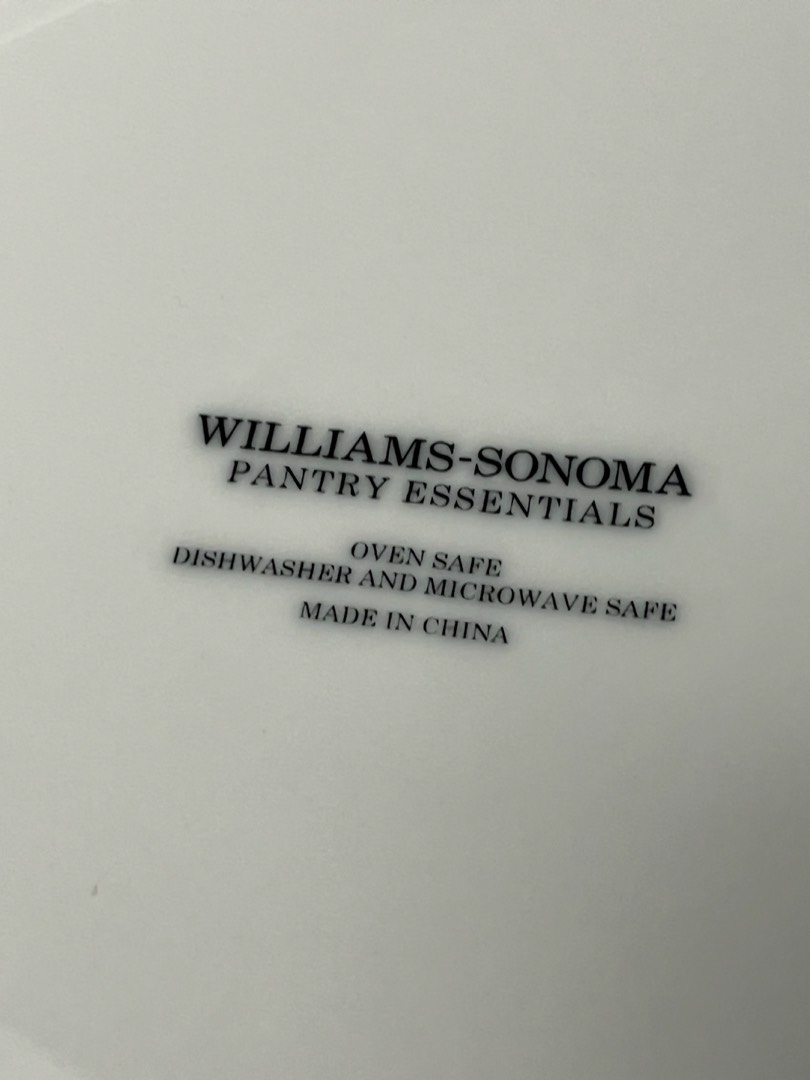 WILLIAMS-SONOMA
PANTRY ESSENTIALS
OVEN SAFE
DISHWASHER AND MICROWAVE SAFE
MADE IN CHINA